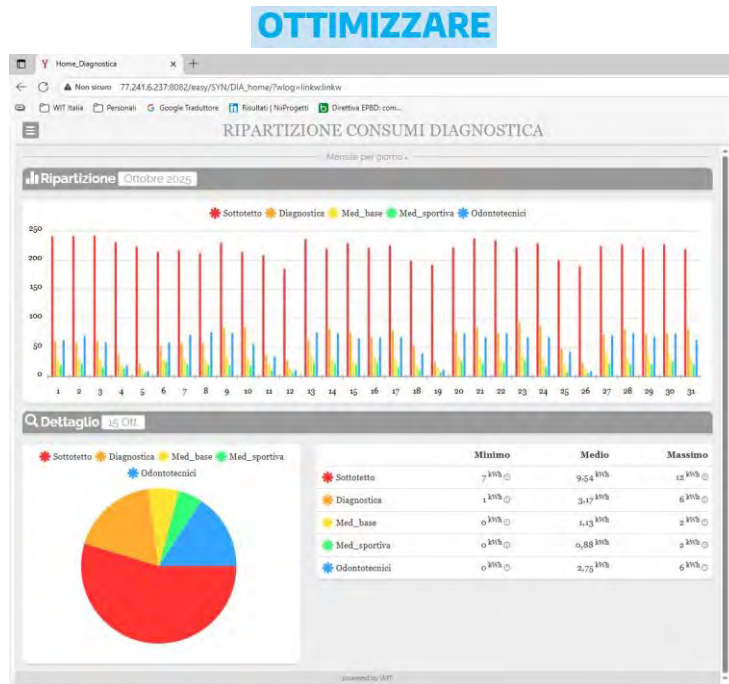 OTTIMIZZARE
Home_Diagnostica
Non sicuro 77.241.6.237:8082/easy/SYN/DIA_home/?wlog=linkw:linkw
WIT Italia Personali Google Traduttore Risultati | NiiProgetti Direttiva EPBD: com...
RIPARTIZIONE CONSUMI DIAGNOSTICA
Mensile per giorno
Ripartizione Ottobre 2025
Sottotetto Diagnostica Med_base Med_sportiva Odontotecnici
250
200
150
100
50
0
1 2 3 4 5 6 7 8 9 10 11 12 13 14 15 16 17 18 19 20 21 22 23 24 25 26 27 28 29 30 31
Dettaglio 15 Ott.
Sottotetto Diagnostica Med_base Med_sportiva
Odontotecnici
Minimo Medio Massimo
Sottotetto 7 kWh 9,54 kWh 12 kWh
Diagnostica 1 kWh 3,17 kWh 6 kWh
Med_base 0 kWh 1,13 kWh 2 kWh
Med_sportiva 0 kWh 0,88 kWh 2 kWh
Odontotecnici 0 kWh 2,75 kWh 6 kWh
powered by WIT